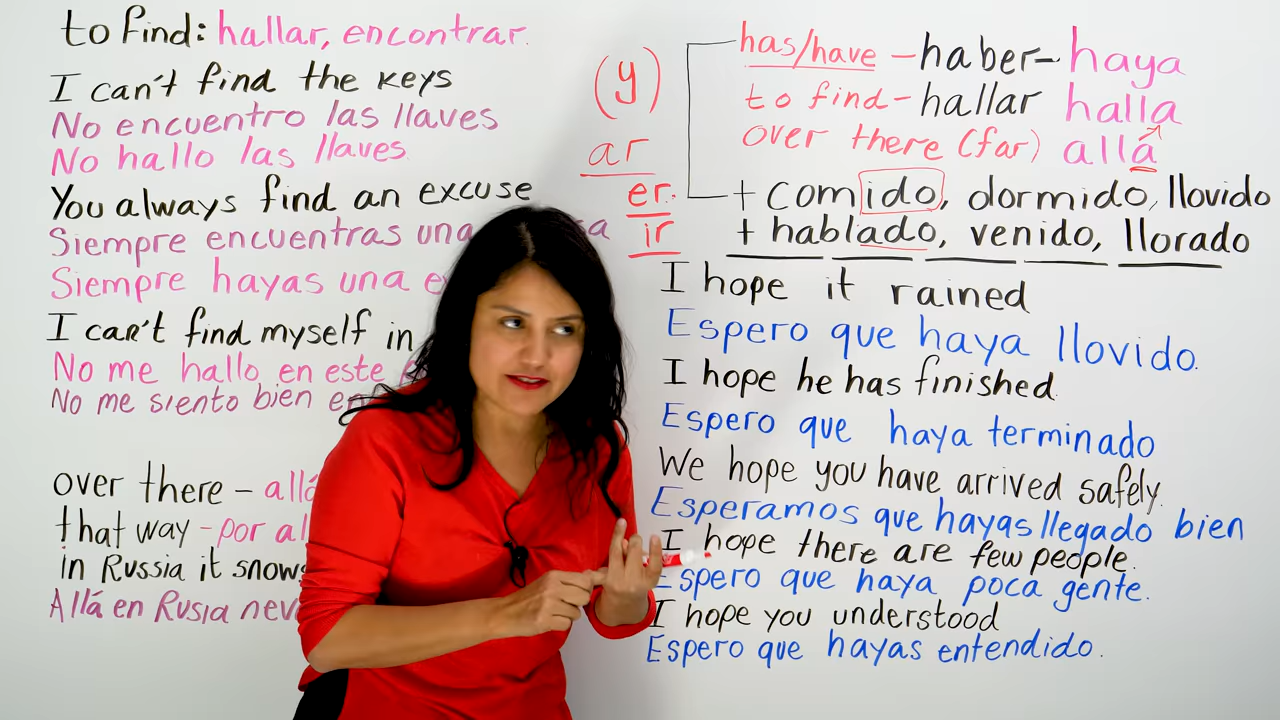 to find: hallar, encontrar.
I can't find the keys
No encuentro las llaves
No hallo las llaves.
You always find an excuse
Siempre encuentras una
Siempre hayas una
I can't find myself in
No me hallo en este
No me siento bien en
over there - allá
that way - por al
in Russia it snows
Allá en Rusia nev
(y)
ar
er.
ir
has/have - haber - haya
to find - hallar halla
over there (far) allá
+ comido, dormido, llovido
+ hablado, venido, llorado
I hope it rained
Espero que haya llovido.
I hope he has finished.
Espero que haya terminado
We hope you have arrived safely.
Esperamos que hayas llegado bien
I hope there are few people.
Espero que haya poca gente.
I hope you understood
Espero que hayas entendido.